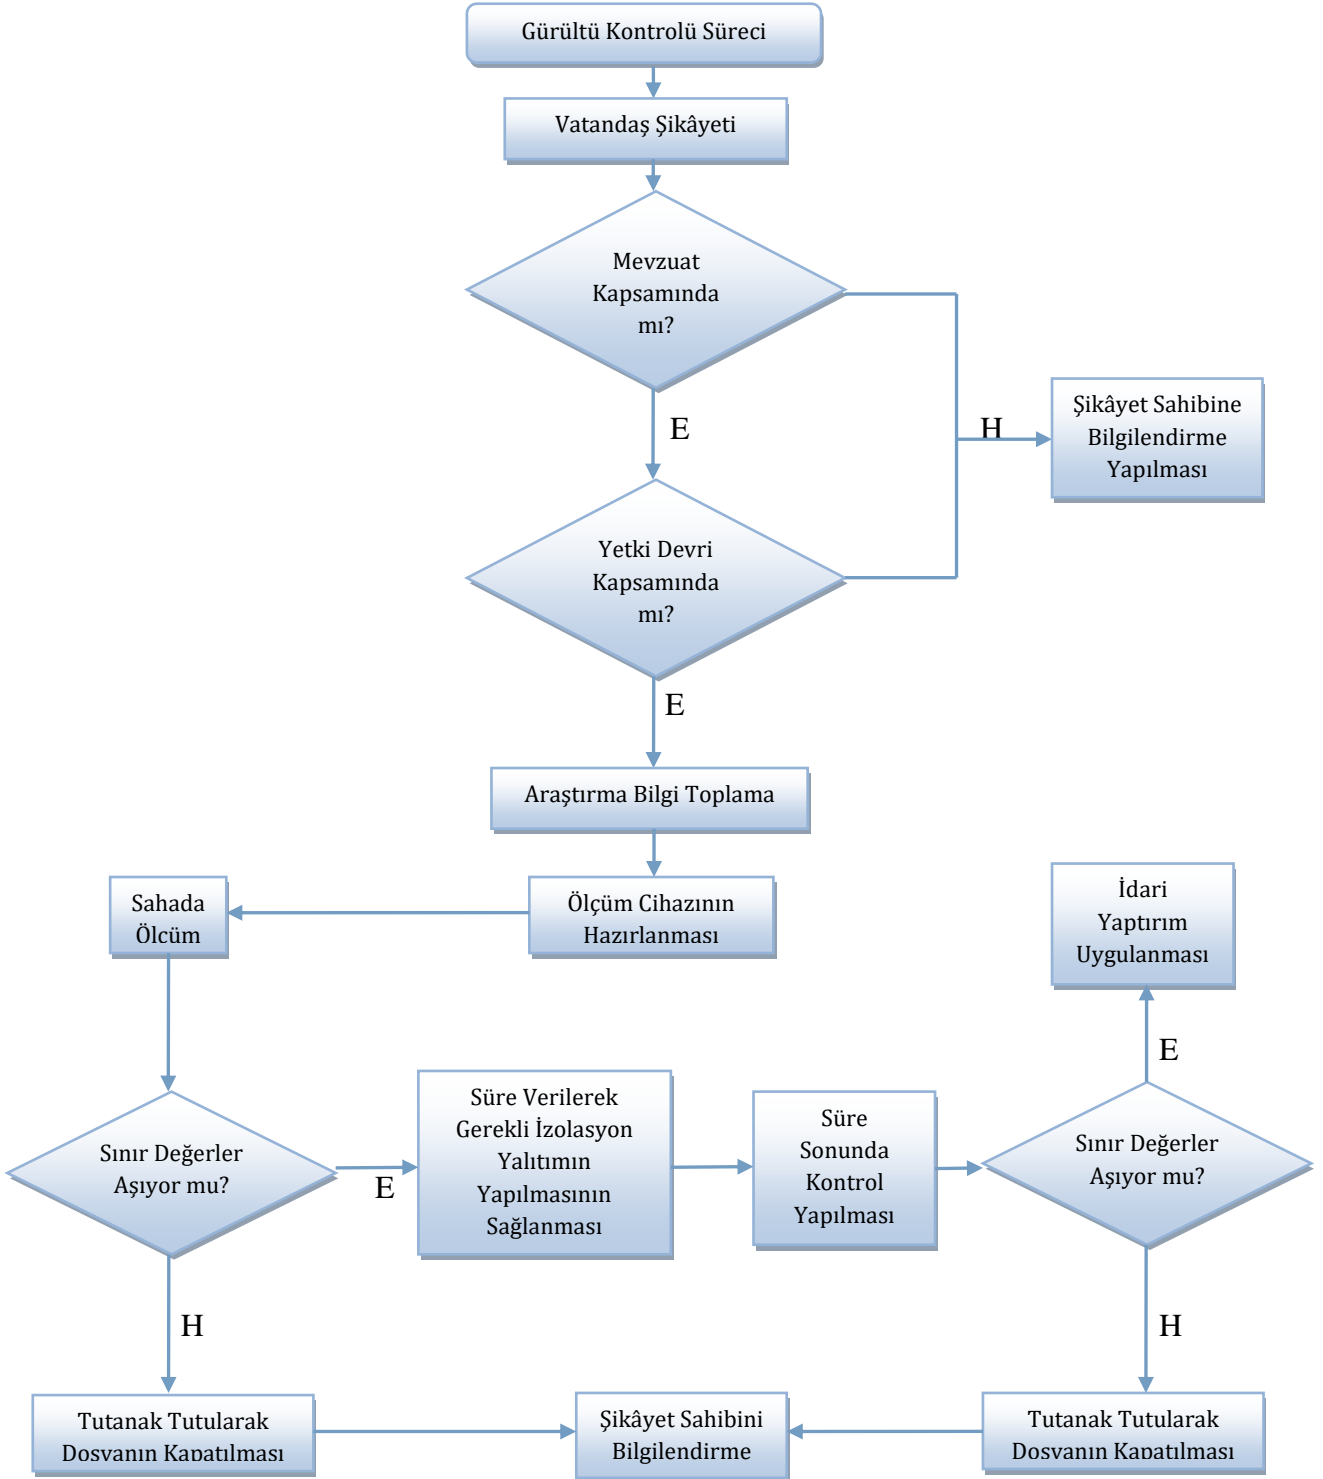 Gürültü Kontrolü Süreci
Vatandaş Şikâyeti
Mevzuat
Kapsamında
mı?
E
H
Şikâyet Sahibine
Bilgilendirme
Yapılması
Yetki Devri
Kapsamında
mı?
E
Araştırma Bilgi Toplama
Ölçüm Cihazının
Hazırlanması
Sahada
Ölçüm
İdari
Yaptırım
Uygulanması
E
Sınır Değerler
Aşıyor mu?
E
Süre Verilerek
Gerekli İzolasyon
Yalıtımın
Yapılmasının
Sağlanması
Süre
Sonunda
Kontrol
Yapılması
Sınır Değerler
Aşıyor mu?
H
H
Tutanak Tutularak
Dosyanın Kapatılması
Şikâyet Sahibini
Bilgilendirme
Tutanak Tutularak
Dosyanın Kapatılması